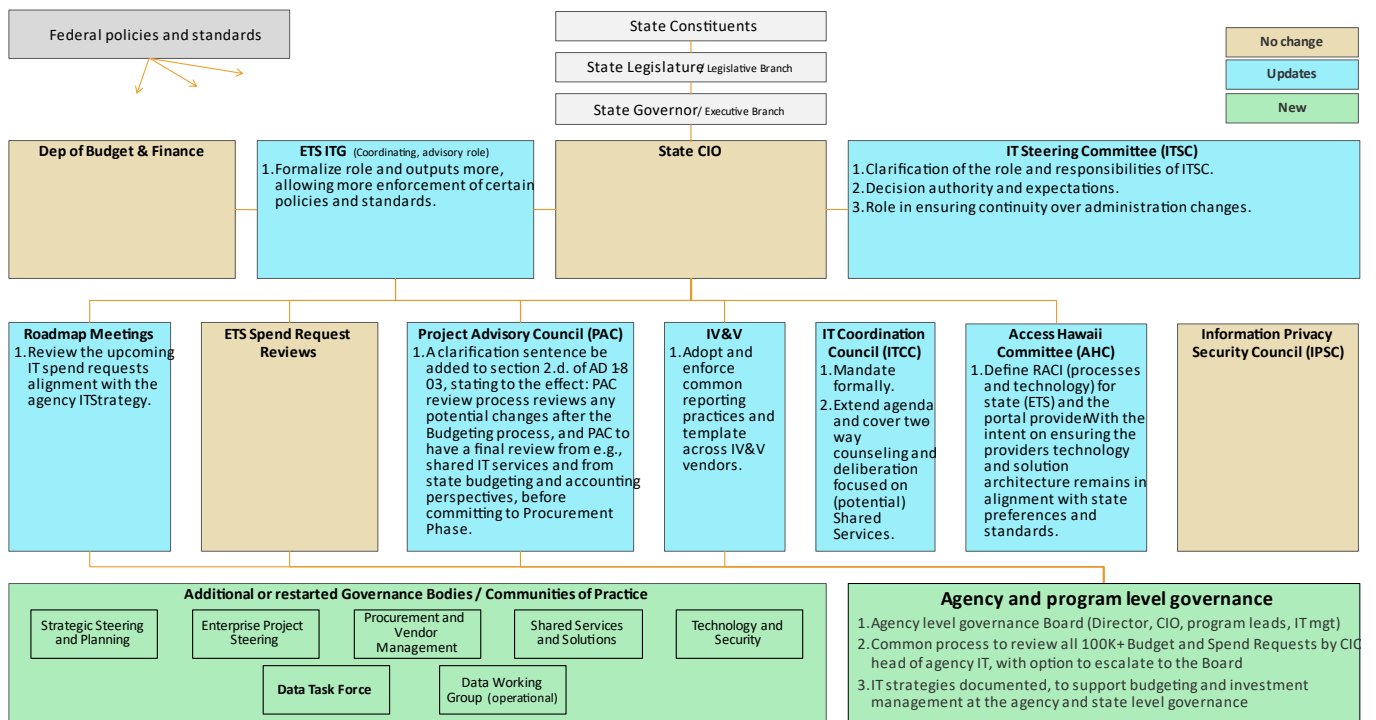 Federal policies and standards
State Constituents
State Legislature/ Legislative Branch
State Governor/ Executive Branch
No change
Updates
New
Dep of Budget & Finance
ETS ITG (Coordinating, advisory role)
1.Formalize role and outputs more,
allowing more enforcement of certain
policies and standards.
State CIO
IT Steering Committee (ITSC)
1.Clarification of the role and responsibilities of ITSC.
2.Decision authority and expectations.
3.Role in ensuring continuity over administration changes.
Roadmap Meetings
1.Review the upcoming
IT spend requests
alignment with the
agency ITStrategy.
ETS Spend Request
Reviews
Project Advisory Council (PAC)
1.A clarification sentence be
added to section 2.d. of AD 18
03, stating to the effect: PAC
review process reviews any
potential changes after the
Budgeting process, and PAC to
have a final review from e.g.,
shared IT services and from
state budgeting and accounting
perspectives, before
committing to Procurement
Phase.
IV&V
1.Adopt and
enforce
common
reporting
practices and
template
across IV&V
vendors.
IT Coordination
Council (ITCC)
1.Mandate
formally.
2.Extend agenda
and cover two
way
counseling and
deliberation
focused on
(potential)
Shared
Services.
Access Hawaii
Committee (AHC)
1.Define RACI (processes
and technology) for
state (ETS) and the
portal provider.With the
intent on ensuring the
providers technology
and solution
architecture remains in
alignment with state
preferences and
standards.
Information Privacy
Security Council (IPSC)
Additional or restarted Governance Bodies / Communities of Practice
Strategic Steering
and Planning
Enterprise Project
Steering
Procurement and
Vendor
Management
Shared Services
and Solutions
Technology and
Security
Data Task Force
Data Working
Group (operational)
Agency and program level governance
1.Agency level governance Board (Director, CIO, program leads, IT mgt)
2.Common process to review all 100K+ Budget and Spend Requests by CIO
head of agency IT, with option to escalate to the Board
3.IT strategies documented, to support budgeting and investment
management at the agency and state level governance